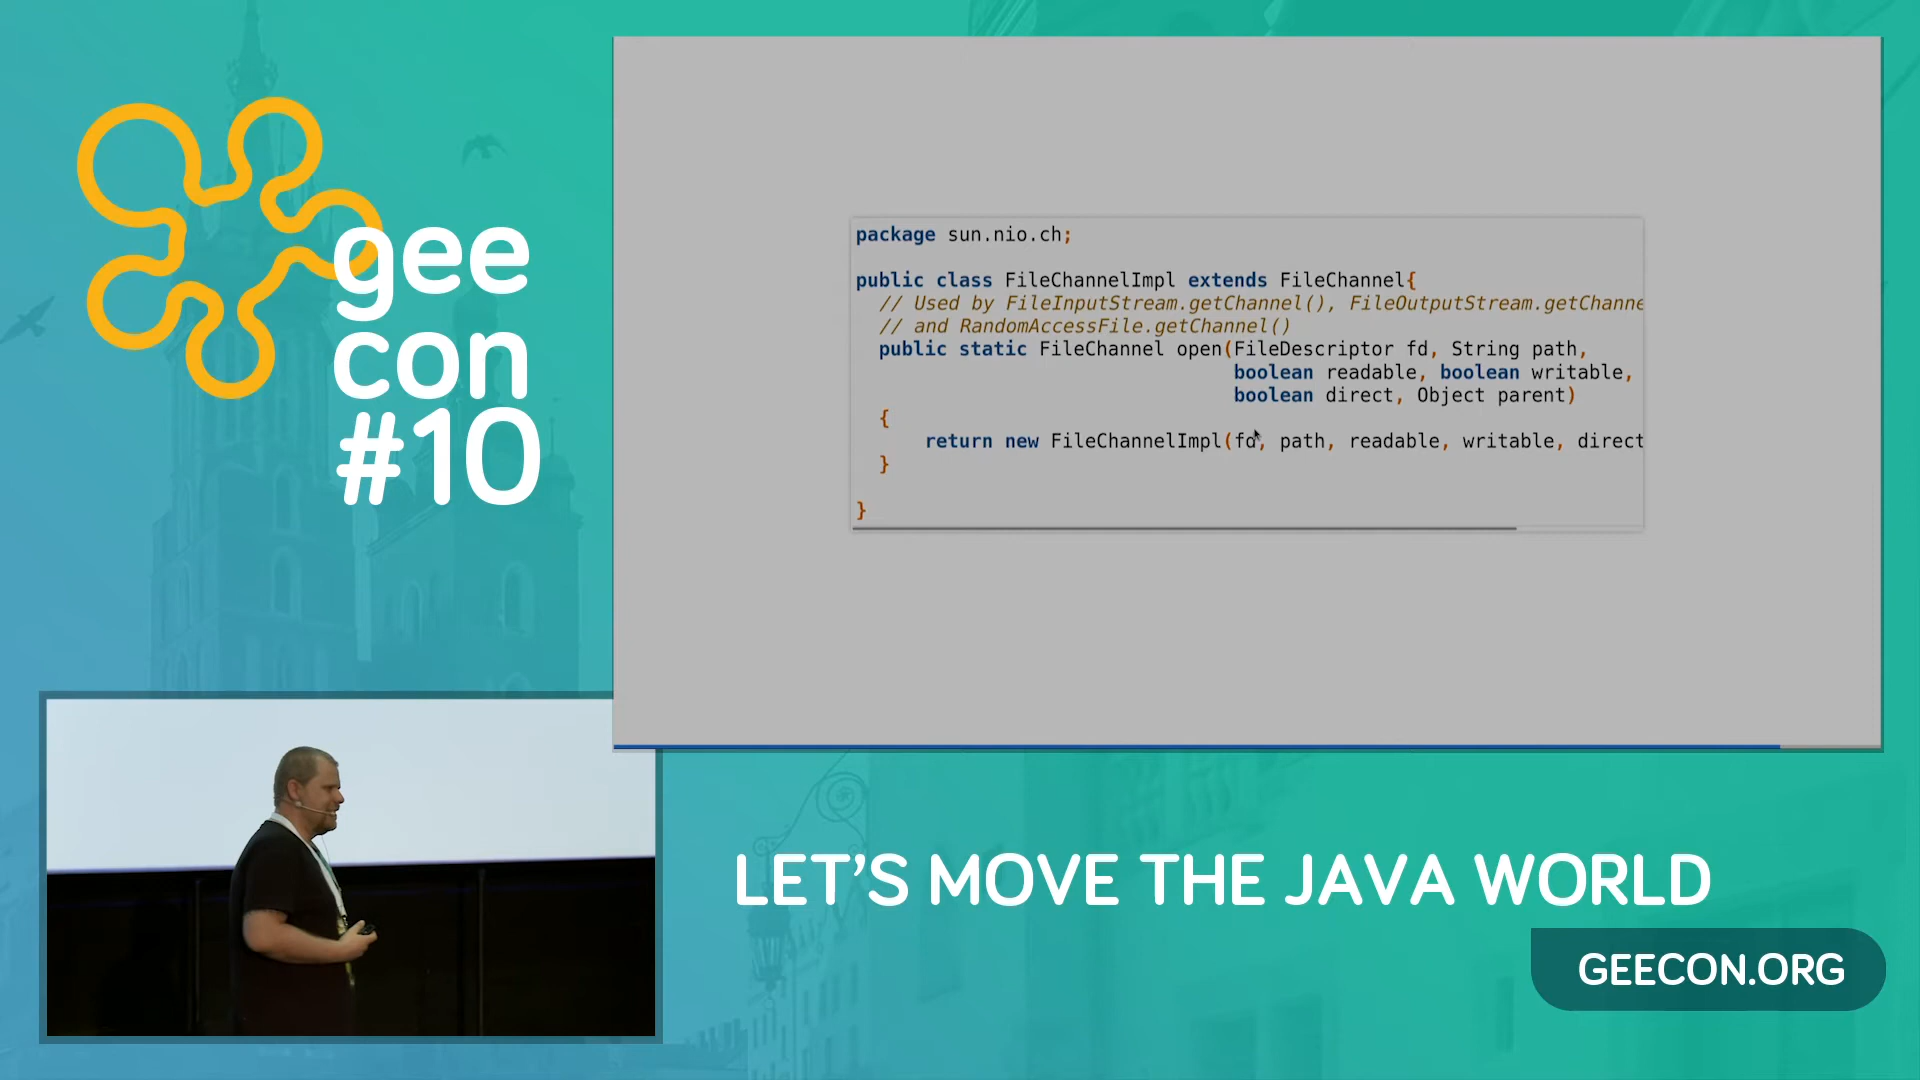 gee
con
#10
package sun.nio.ch;
public class FileChannelImpl extends FileChannel{
// Used by FileInputStream.getChannel(), FileOutputStream.getChanne
// and RandomAccessFile.getChannel()
public static FileChannel open(FileDescriptor fd, String path,
boolean readable, boolean writable,
boolean direct, Object parent)
{
return new FileChannelImpl(fd, path, readable, writable, direct
}
}
LET'S MOVE THE JAVA WORLD
GEECON.ORG